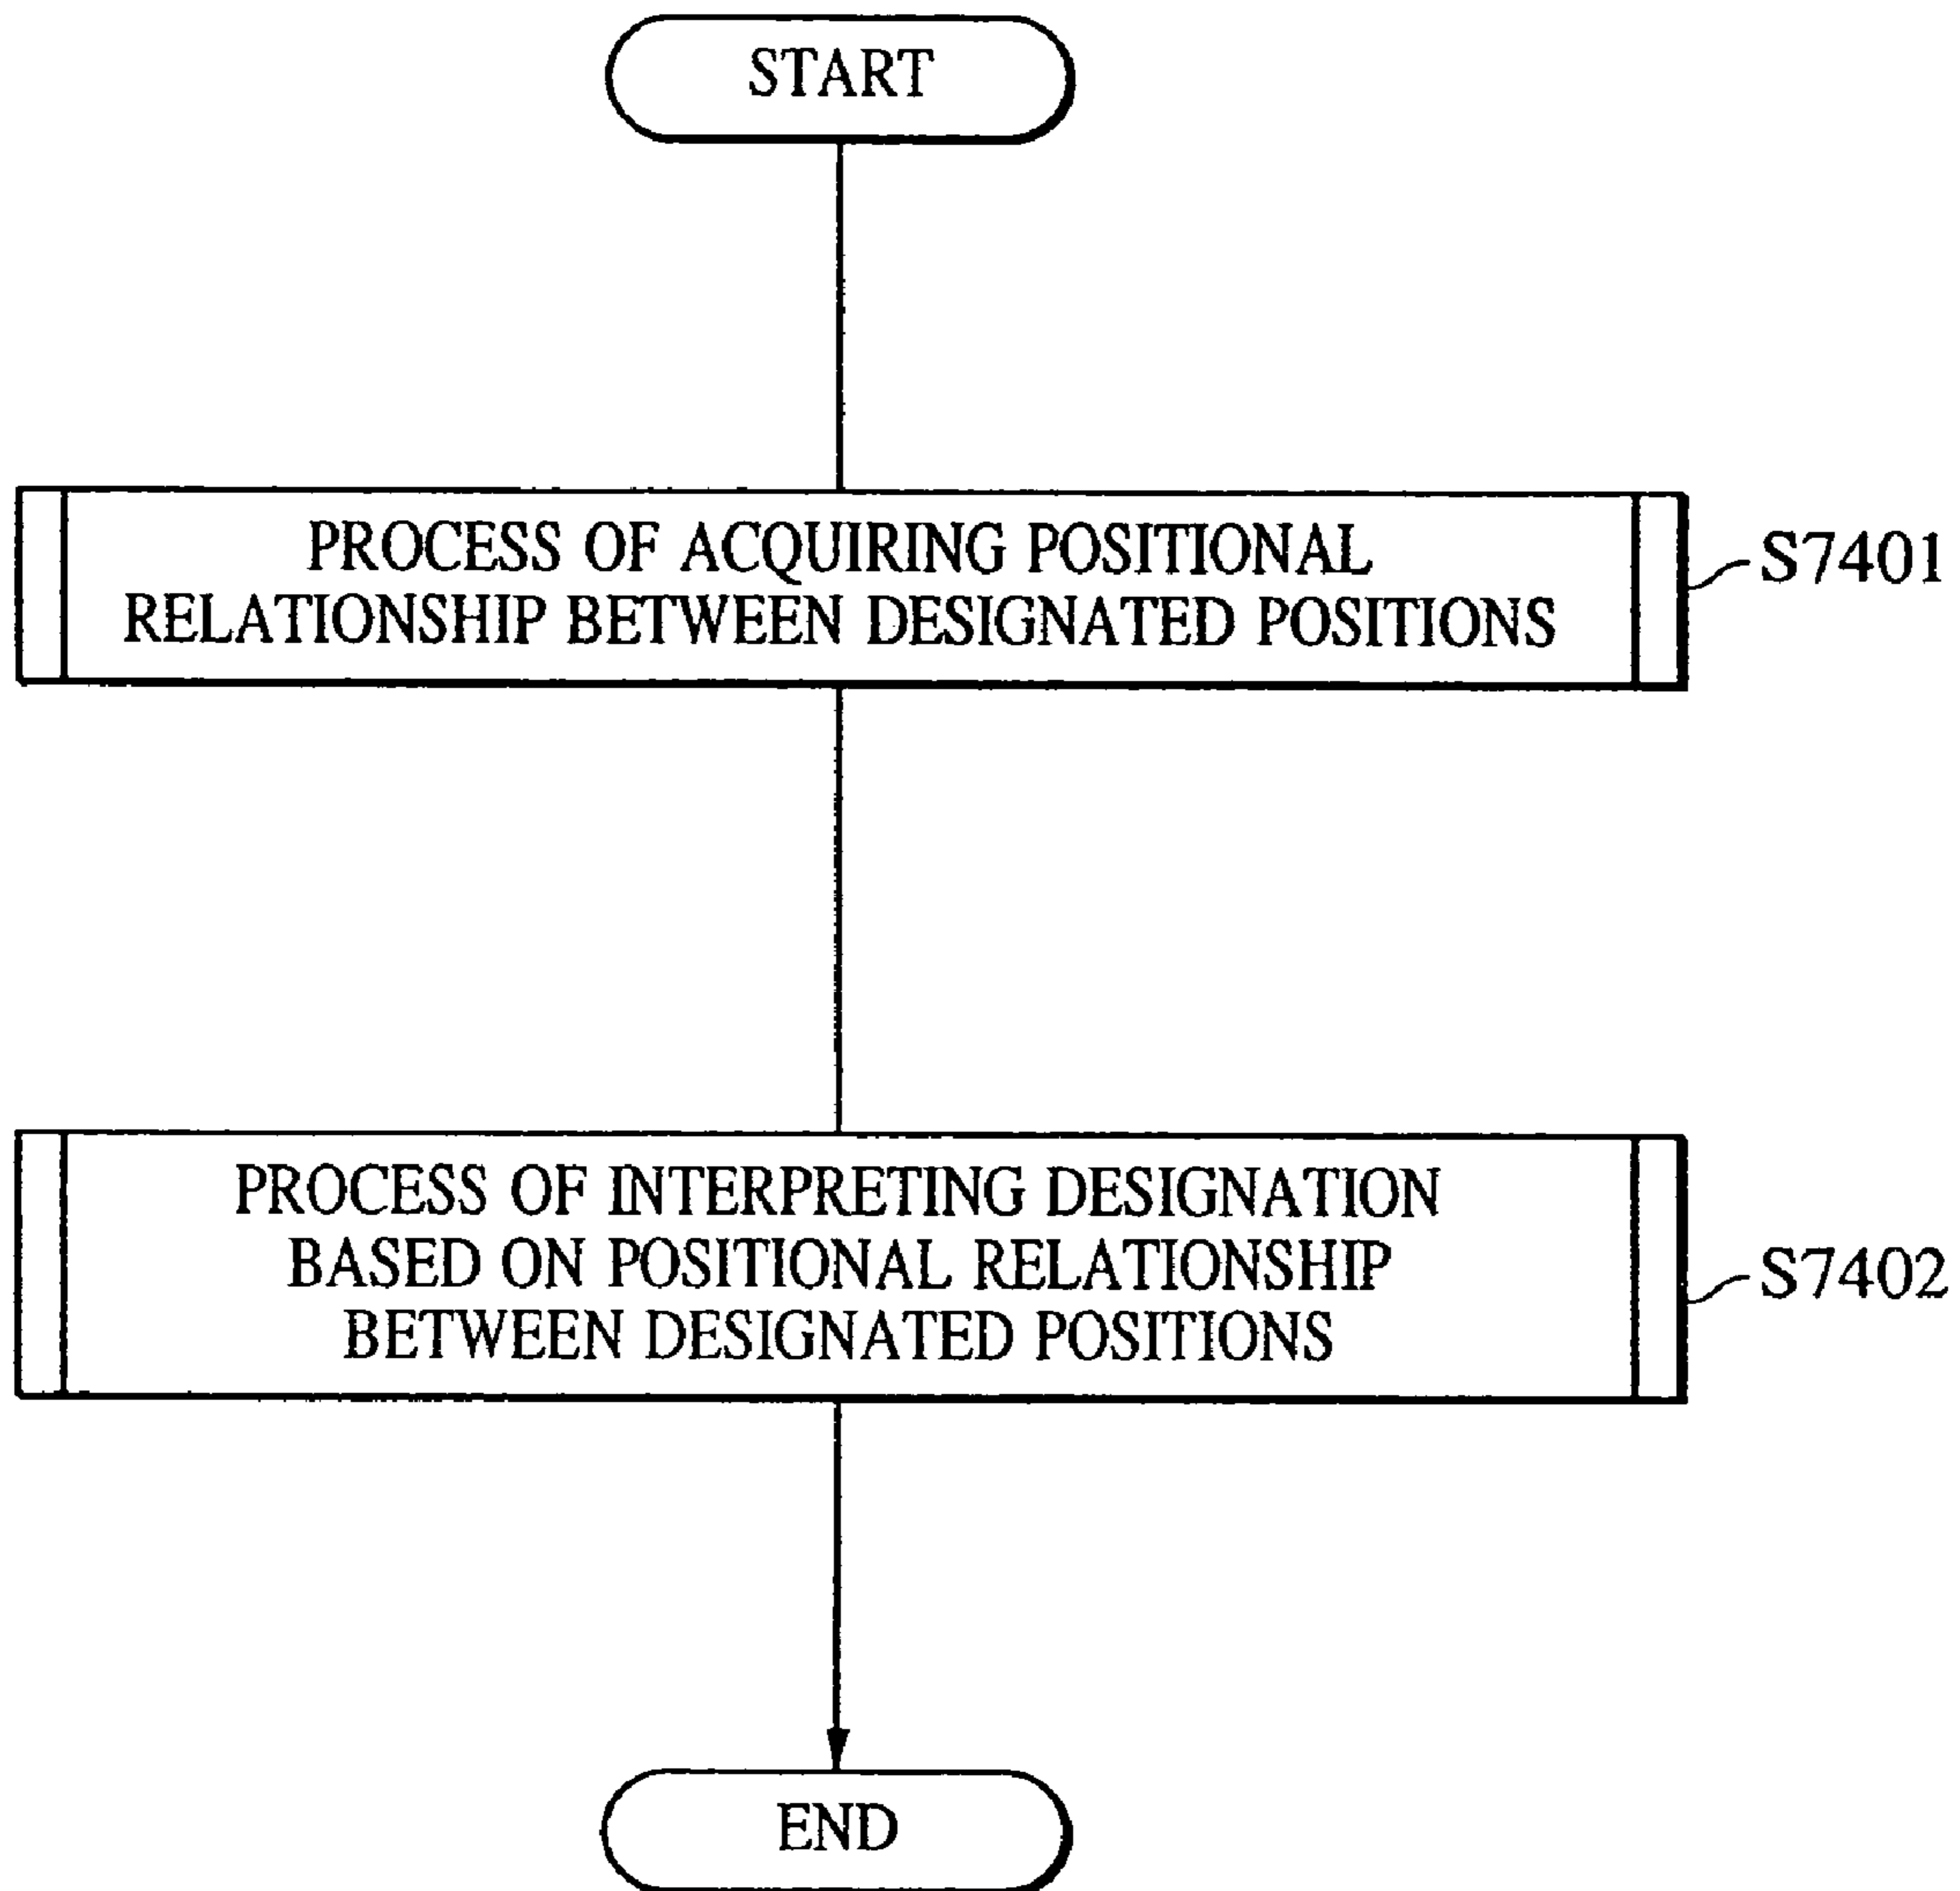 START
PROCESS OF ACQUIRING POSITIONAL
RELATIONSHIP BETWEEN DESIGNATED POSITIONS
S7401
PROCESS OF INTERPRETING DESIGNATION
BASED ON POSITIONAL RELATIONSHIP
BETWEEN DESIGNATED POSITIONS
S7402
END